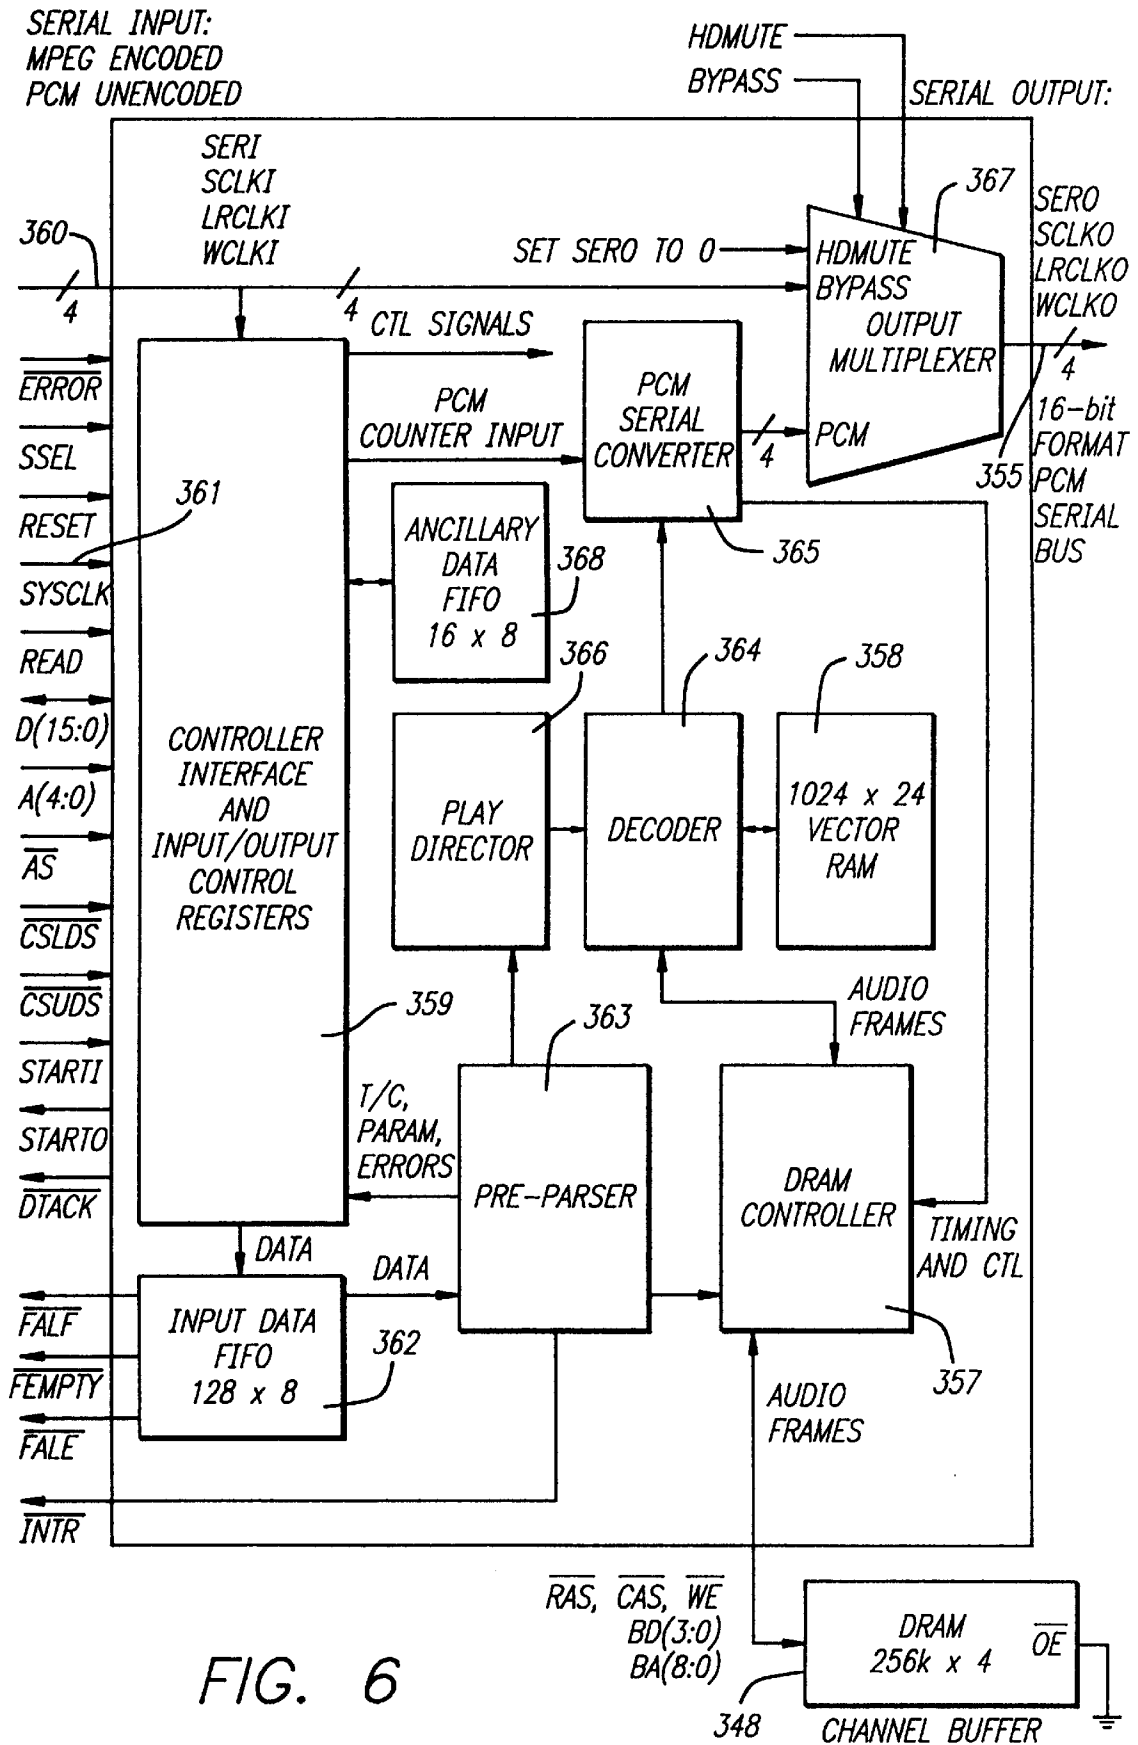 SERIAL INPUT:
MPEG ENCODED
PCM UNENCODED
HDMUTE
BYPASS
SERIAL OUTPUT:
SERI
SCLKI
LRCLKI
WCLKI
360
4
4
SET SERO TO 0
367
HDMUTE
BYPASS
OUTPUT
MULTIPLEXER
PCM
SERO
SCLKO
LRCLKO
WCLKO
4
355
16-bit
FORMAT
PCM
SERIAL
BUS
CTL SIGNALS
PCM
COUNTER INPUT
PCM
SERIAL
CONVERTER
4
365
ERROR
SSEL
RESET
361
SYSCLK
READ
D(15:0)
A(4:0)
AS
CSLDS
CSUDS
STARTI
STARTO
DTACK
FALF
FEMPTY
FALE
INTR
ANCILLARY
DATA
FIFO
16 x 8
368
366
364
358
CONTROLLER
INTERFACE
AND
INPUT/OUTPUT
CONTROL
REGISTERS
359
PLAY
DIRECTOR
DECODER
1024 x 24
VECTOR
RAM
AUDIO
FRAMES
363
T/C,
PARAM,
ERRORS
PRE-PARSER
DRAM
CONTROLLER
TIMING
AND CTL
357
DATA
DATA
INPUT DATA
FIFO
128 x 8
362
AUDIO
FRAMES
RAS, CAS, WE
BD(3:0)
BA(8:0)
DRAM
256k x 4
OE
348
CHANNEL BUFFER
FIG. 6